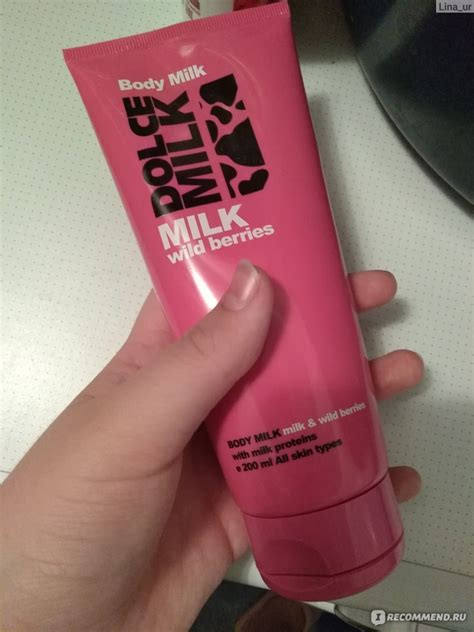 Lina_ur
Body Milk
DOLCE
MILK
MILK
wild berries
BODY MILK milk & wild berries
with milk proteins
e 200 ml All skin types
I RECOMMEND.RU